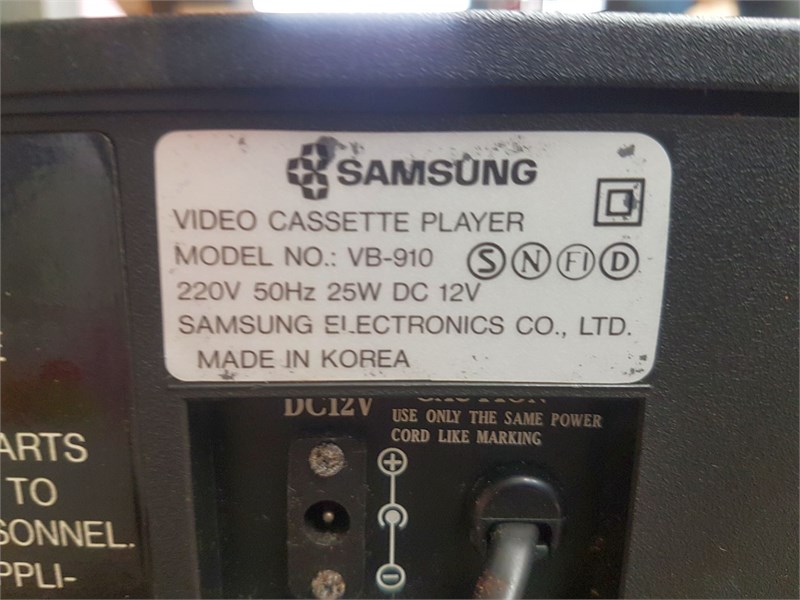 SAMSUNG
VIDEO CASSETTE PLAYER
MODEL NO.: VB-910
S N FI D
220V 50Hz 25W DC 12V
SAMSUNG ELECTRONICS CO., LTD.
MADE IN KOREA
DC12V
CAUTION
USE ONLY THE SAME POWER
CORD LIKE MARKING
ARTS
TO
SONNEL.
PPLI-